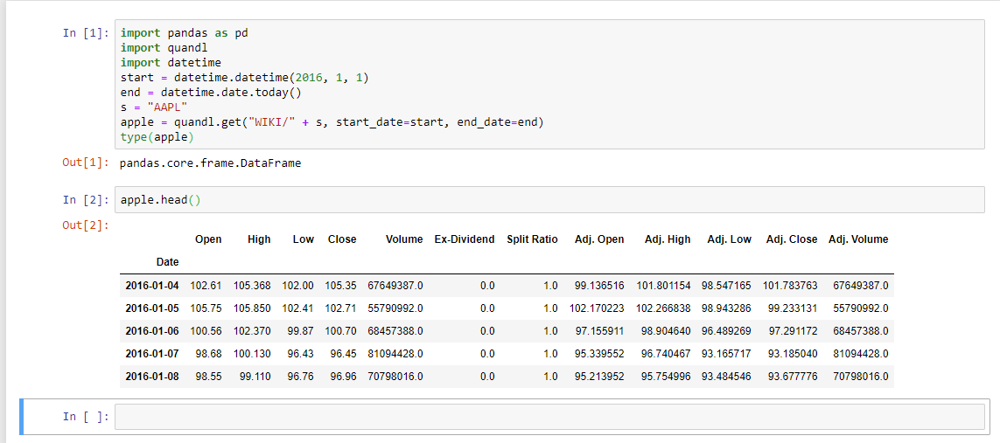 In [1]: import pandas as pd
import quandl
import datetime
start = datetime.datetime(2016, 1, 1)
end = datetime.date.today()
s = "AAPL"
apple = quandl.get("WIKI/" + s, start_date=start, end_date=end)
type(apple)
Out[1]: pandas.core.frame.DataFrame
In [2]: apple.head()
Out[2]:
Open High Low Close Volume Ex-Dividend Split Ratio Adj. Open Adj. High Adj. Low Adj. Close Adj. Volume
Date
2016-01-04 102.61 105.368 102.00 105.35 67649387.0 0.0 1.0 99.136516 101.801154 98.547165 101.783763 67649387.0
2016-01-05 105.75 105.850 102.41 102.71 55790992.0 0.0 1.0 102.170223 102.266838 98.943286 99.233131 55790992.0
2016-01-06 100.56 102.370 99.87 100.70 68457388.0 0.0 1.0 97.155911 98.904640 96.489269 97.291172 68457388.0
2016-01-07 98.68 100.130 96.43 96.45 81094428.0 0.0 1.0 95.339552 96.740467 93.165717 93.185040 81094428.0
2016-01-08 98.55 99.110 96.76 96.96 70798016.0 0.0 1.0 95.213952 95.754996 93.484546 93.677776 70798016.0
In [ ]: